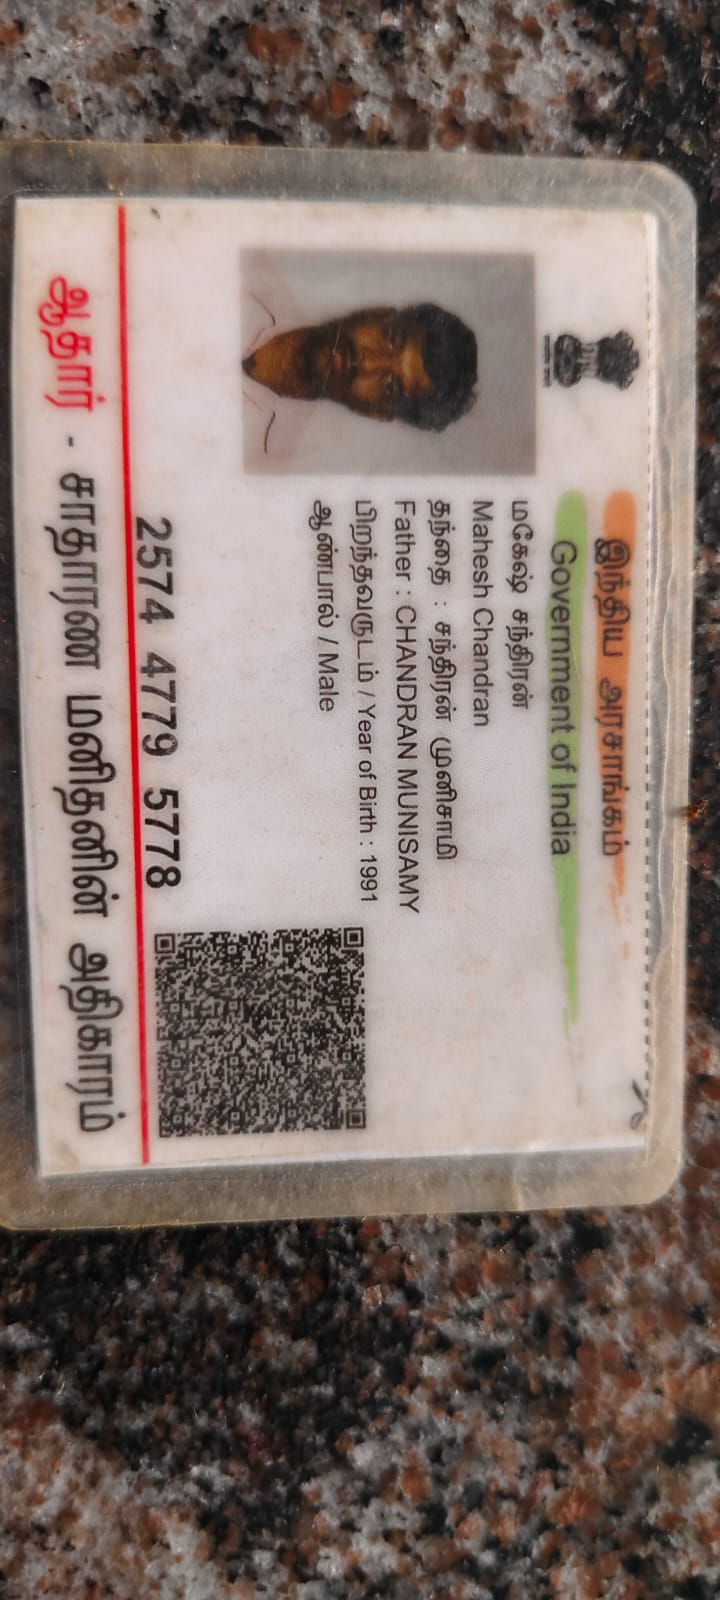 இந்திய அரசாங்கம்
Government of India
மகேஷ் சந்திரன்
Mahesh Chandran
தந்தை : சந்திரன் முனிசாமி
Father : CHANDRAN MUNISAMY
பிறந்தவருடம் / Year of Birth : 1991
ஆண்பால் / Male
2574 4779 5778
ஆதார் - சாதாரண மனிதனின் அதிகாரம்